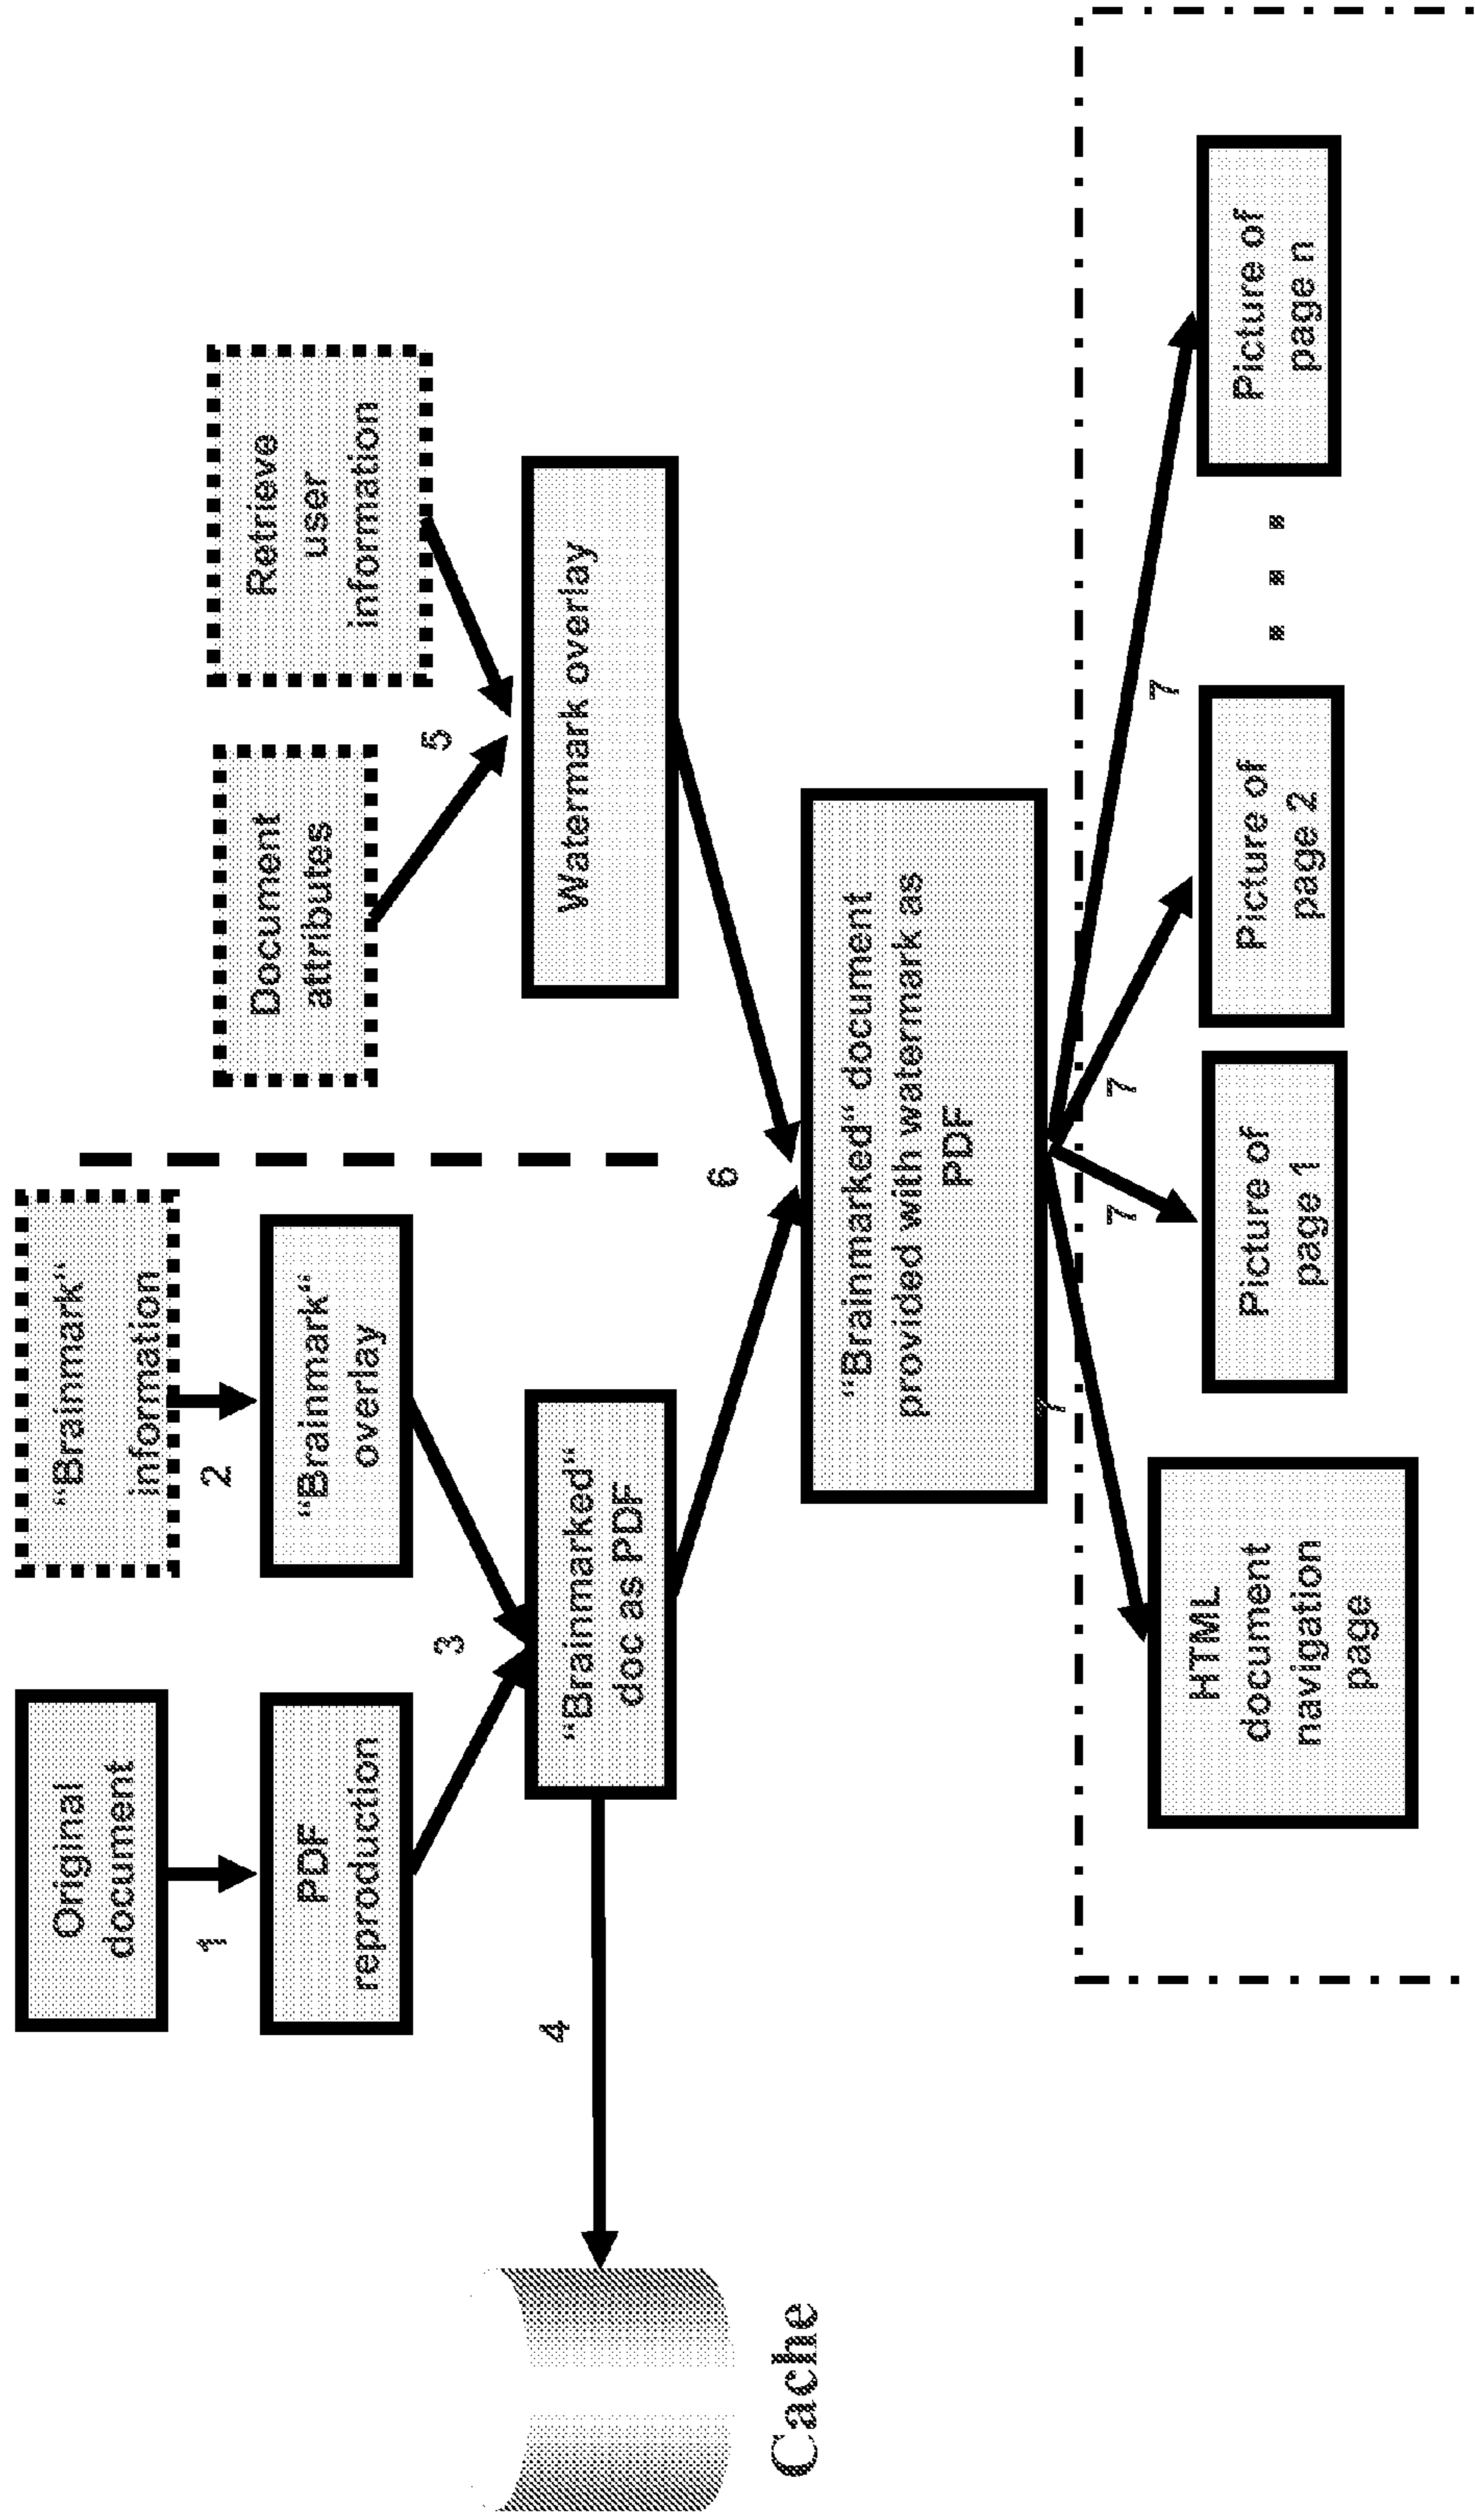 Original
document
“Brainmark“
information
1
2
PDF
reproduction
“Brainmark“
overlay
Document
attributes
Retrieve
user
information
3
5
4
“Brainmarked“
doc as PDF
Watermark overlay
Cache
6
“Brainmarked“ document
provided with watermark as
PDF
7
7
7
7
HTML
document
navigation
page
Picture of
page 1
Picture of
page 2
Picture of
page n